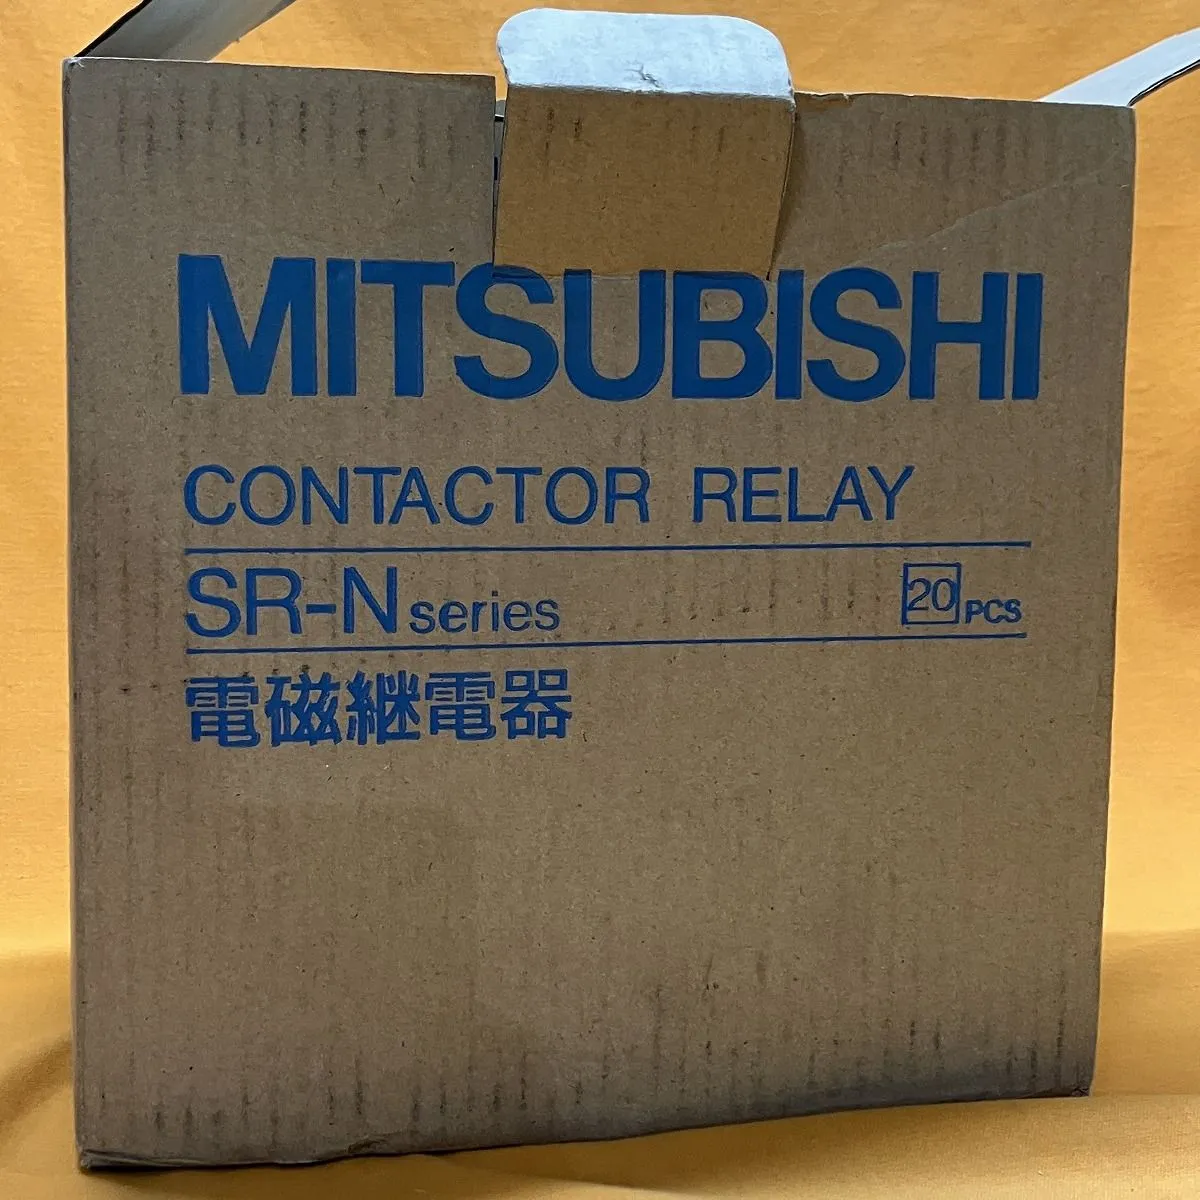 MITSUBISHI
CONTACTOR RELAY
SR-N series 20 PCS
電磁継電器